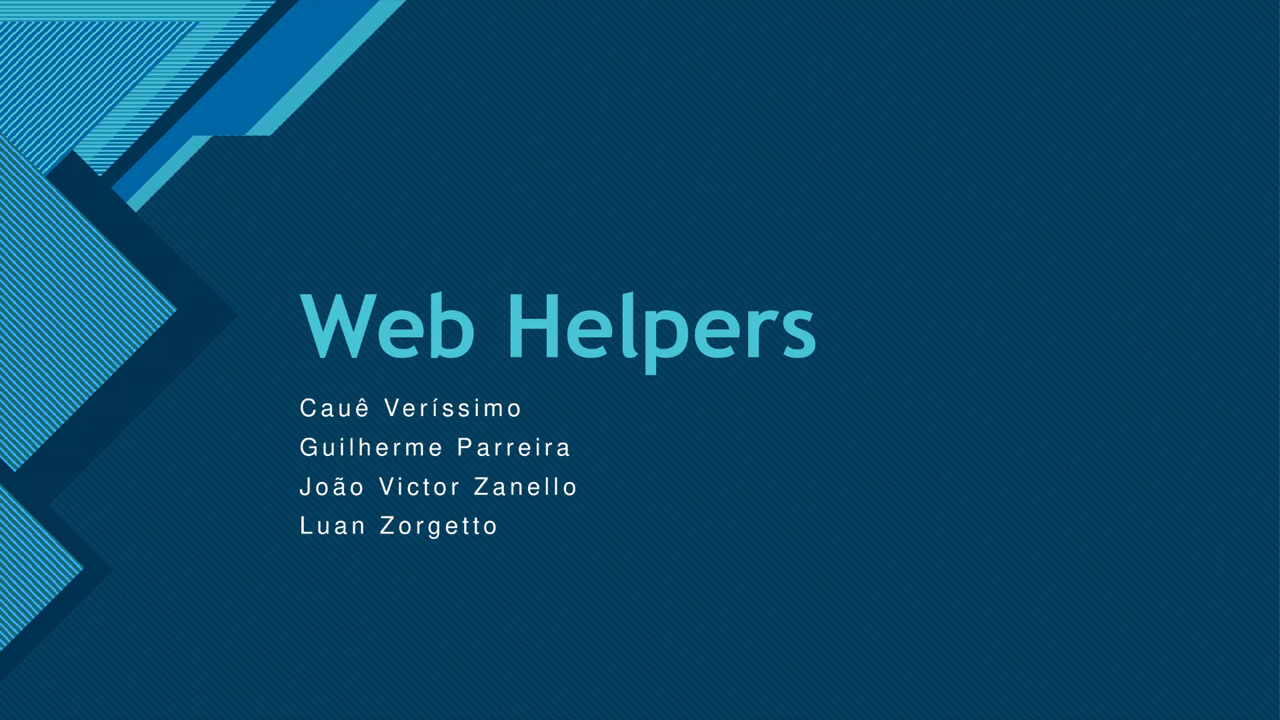 Web Helpers
Cauê Veríssimo
Guilherme Parreira
João Victor Zanello
Luan Zorgetto